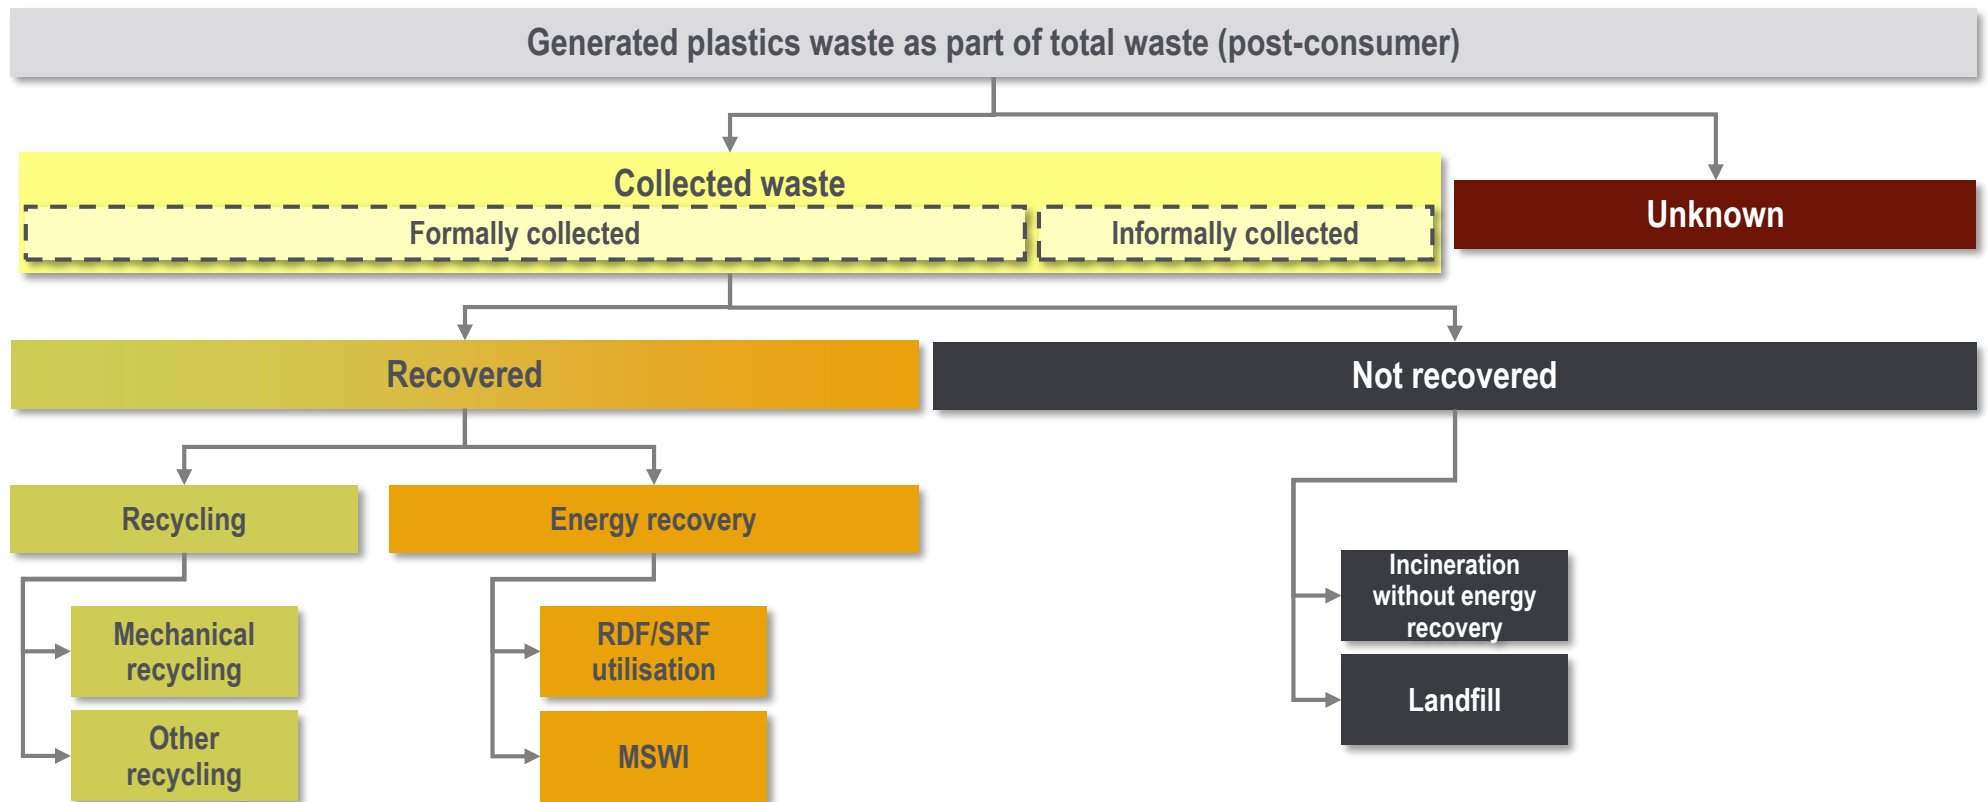 Generated plastics waste as part of total waste (post-consumer)
Collected waste
Unknown
Formally collected
Informally collected
Recovered
Not recovered
Recycling
Energy recovery
Incineration
without energy
recovery
Mechanical
recycling
RDF/SRF
utilisation
Landfill
Other
recycling
MSWI